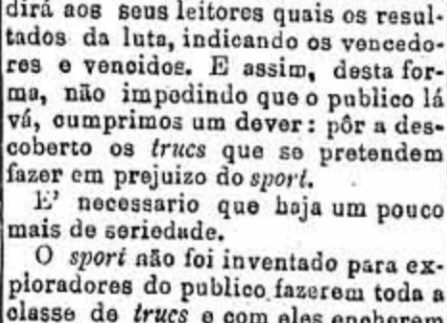 dirá aos seus leitores quais os resul-
tados da luta, indicando os vencedo-
res e vencidos. E assim, desta for-
ma, não impedindo que o publico lá
vá, cumprimos um dever: pôr a des-
coberto os trucs que se pretendem
fazer em prejuizo do sport.
E' necessario que haja um pouco
mais de seriedade.
O sport não foi inventado para ex-
ploradores do publico fazerem toda a
classe de trucs e com eles encherem